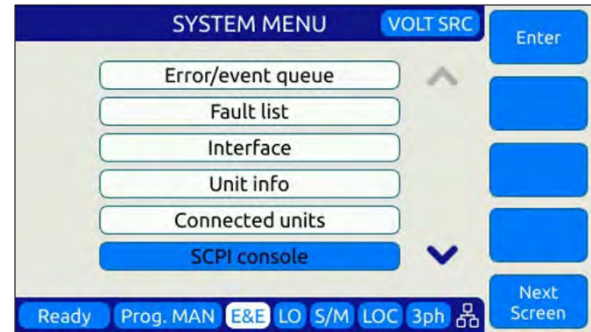 SYSTEM MENU
VOLT SRC
Enter
Error/event queue
Fault list
Interface
Unit info
Connected units
SCPI console
Next
Screen
Ready
Prog. MAN
E&E
LO
S/M
LOC
3ph